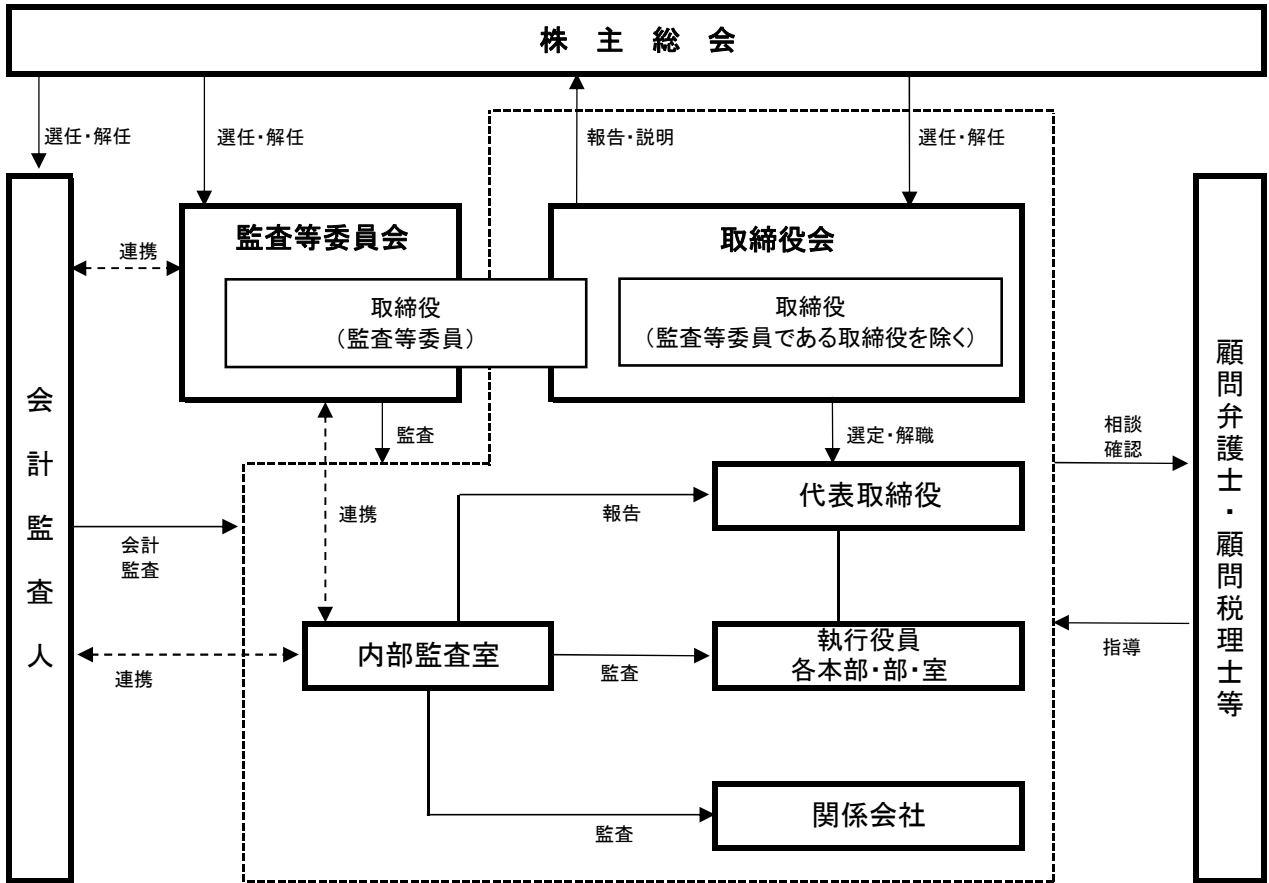 株 主 総 会
選任・解任
選任・解任
報告・説明
選任・解任
監査等委員会
取締役会
連携
取締役
（監査等委員）
取締役
（監査等委員である取締役を除く）
会計監査人
顧問弁護士・顧問税理士等
監査
選定・解職
相談
確認
代表取締役
報告
連携
会計
監査
内部監査室
執行役員
各本部・部・室
監査
連携
指導
関係会社
監査